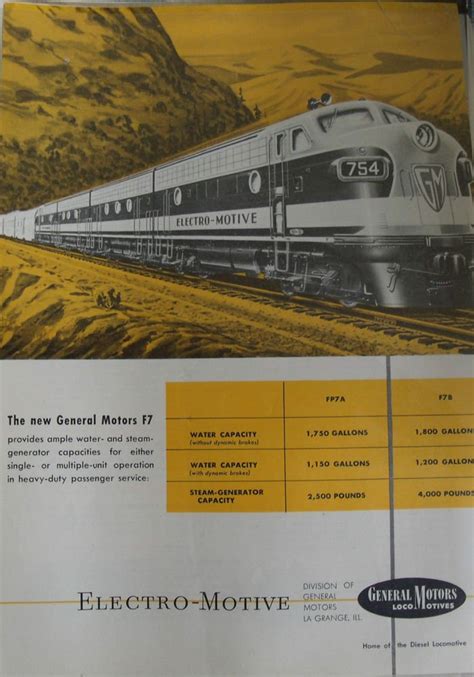 754
GM
ELECTRO-MOTIVE
The new General Motors F7
provides ample water- and steam-
generator capacities for either
single- or multiple-unit operation
in heavy-duty passenger service:
FP7A F7B
WATER CAPACITY 1,750 GALLONS 1,800 GALLONS
(without dynamic brakes)
WATER CAPACITY 1,150 GALLONS 1,200 GALLONS
(with dynamic brakes)
STEAM-GENERATOR 2,500 POUNDS 4,000 POUNDS
CAPACITY
ELECTRO-MOTIVE
DIVISION OF
GENERAL
MOTORS
LA GRANGE, ILL.
GENERAL MOTORS
LOCOMOTIVES
Home of the Diesel Locomotive